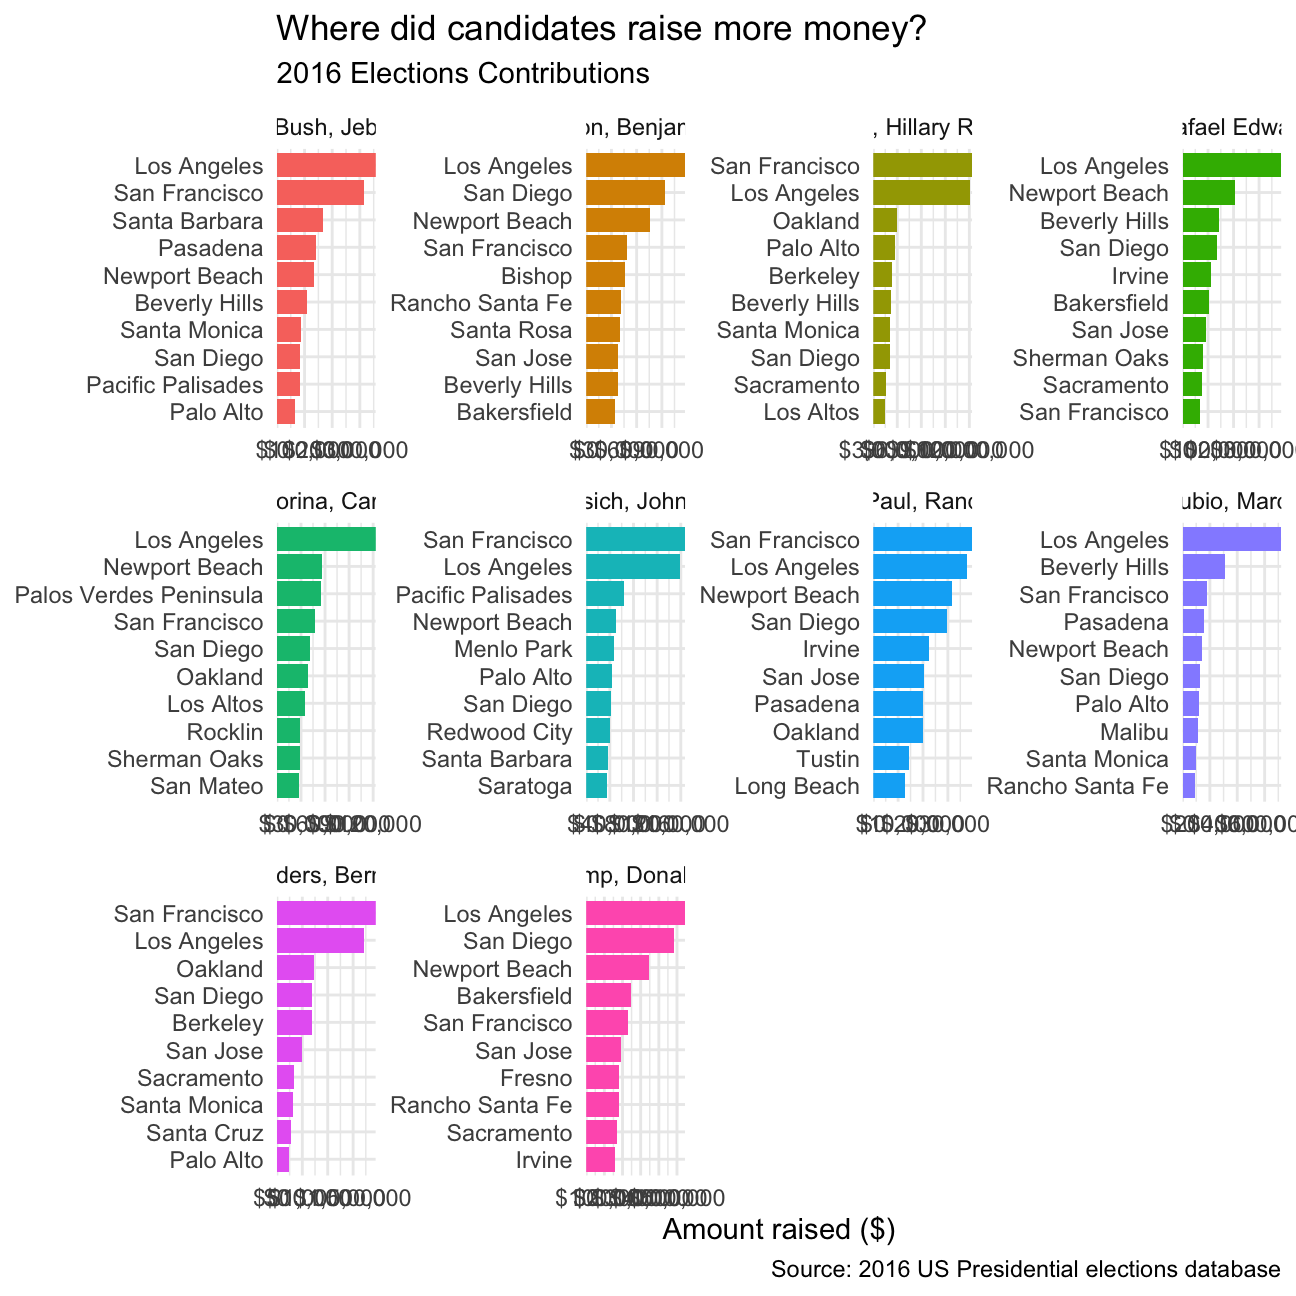 Where did candidates raise more money?
2016 Elections Contributions
Bush, Jeb
Los Angeles
San Francisco
Santa Barbara
Pasadena
Newport Beach
Beverly Hills
Santa Monica
San Diego
Pacific Palisades
Palo Alto
on, Benjar
Los Angeles
San Diego
Newport Beach
San Francisco
Bishop
Rancho Santa Fe
Santa Rosa
San Jose
Beverly Hills
Bakersfield
, Hillary R
San Francisco
Los Angeles
Oakland
Palo Alto
Berkeley
Beverly Hills
Santa Monica
San Diego
Sacramento
Los Altos
afael Edwa
Los Angeles
Newport Beach
Beverly Hills
San Diego
Irvine
Bakersfield
San Jose
Sherman Oaks
Sacramento
San Francisco
orina, Car
Los Angeles
Newport Beach
Palos Verdes Peninsula
San Francisco
San Diego
Oakland
Los Altos
Rocklin
Sherman Oaks
San Mateo
sich, John
San Francisco
Los Angeles
Pacific Palisades
Newport Beach
Menlo Park
Palo Alto
San Diego
Redwood City
Santa Barbara
Saratoga
Paul, Rand
San Francisco
Los Angeles
Newport Beach
San Diego
Irvine
San Jose
Pasadena
Oakland
Tustin
Long Beach
ubio, Marc
Los Angeles
Beverly Hills
San Francisco
Pasadena
Newport Beach
San Diego
Palo Alto
Malibu
Santa Monica
Rancho Santa Fe
ders, Bern
San Francisco
Los Angeles
Oakland
San Diego
Berkeley
San Jose
Sacramento
Santa Monica
Santa Cruz
Palo Alto
mp, Donal
Los Angeles
San Diego
Newport Beach
Bakersfield
San Francisco
San Jose
Fresno
Rancho Santa Fe
Sacramento
Irvine
Amount raised ($)
Source: 2016 US Presidential elections database